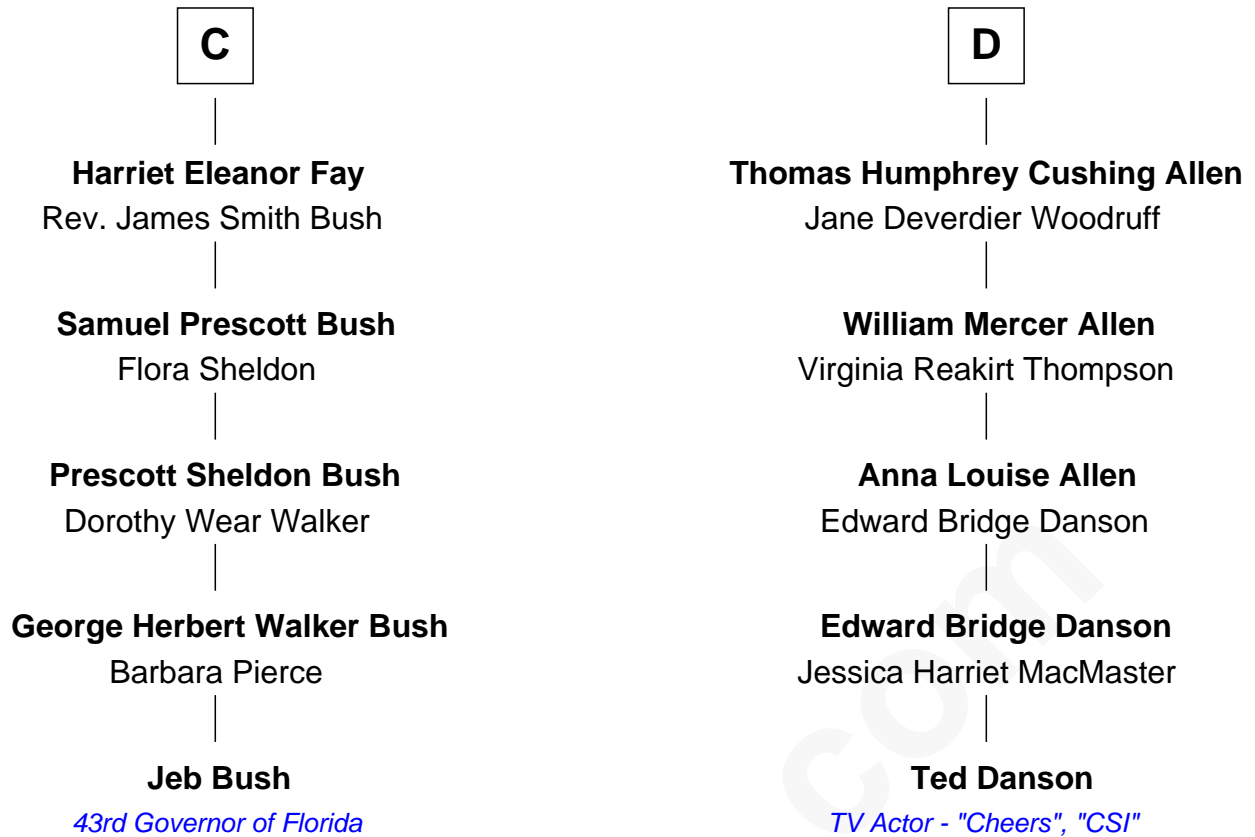 C
Harriet Eleanor Fay
Rev. James Smith Bush
Samuel Prescott Bush
Flora Sheldon
Prescott Sheldon Bush
Dorothy Wear Walker
George Herbert Walker Bush
Barbara Pierce
Jeb Bush
43rd Governor of Florida
D
Thomas Humphrey Cushing Allen
Jane Deverdier Woodruff
William Mercer Allen
Virginia Reakirt Thompson
Anna Louise Allen
Edward Bridge Danson
Edward Bridge Danson
Jessica Harriet MacMaster
Ted Danson
TV Actor - "Cheers", "CSI"
com